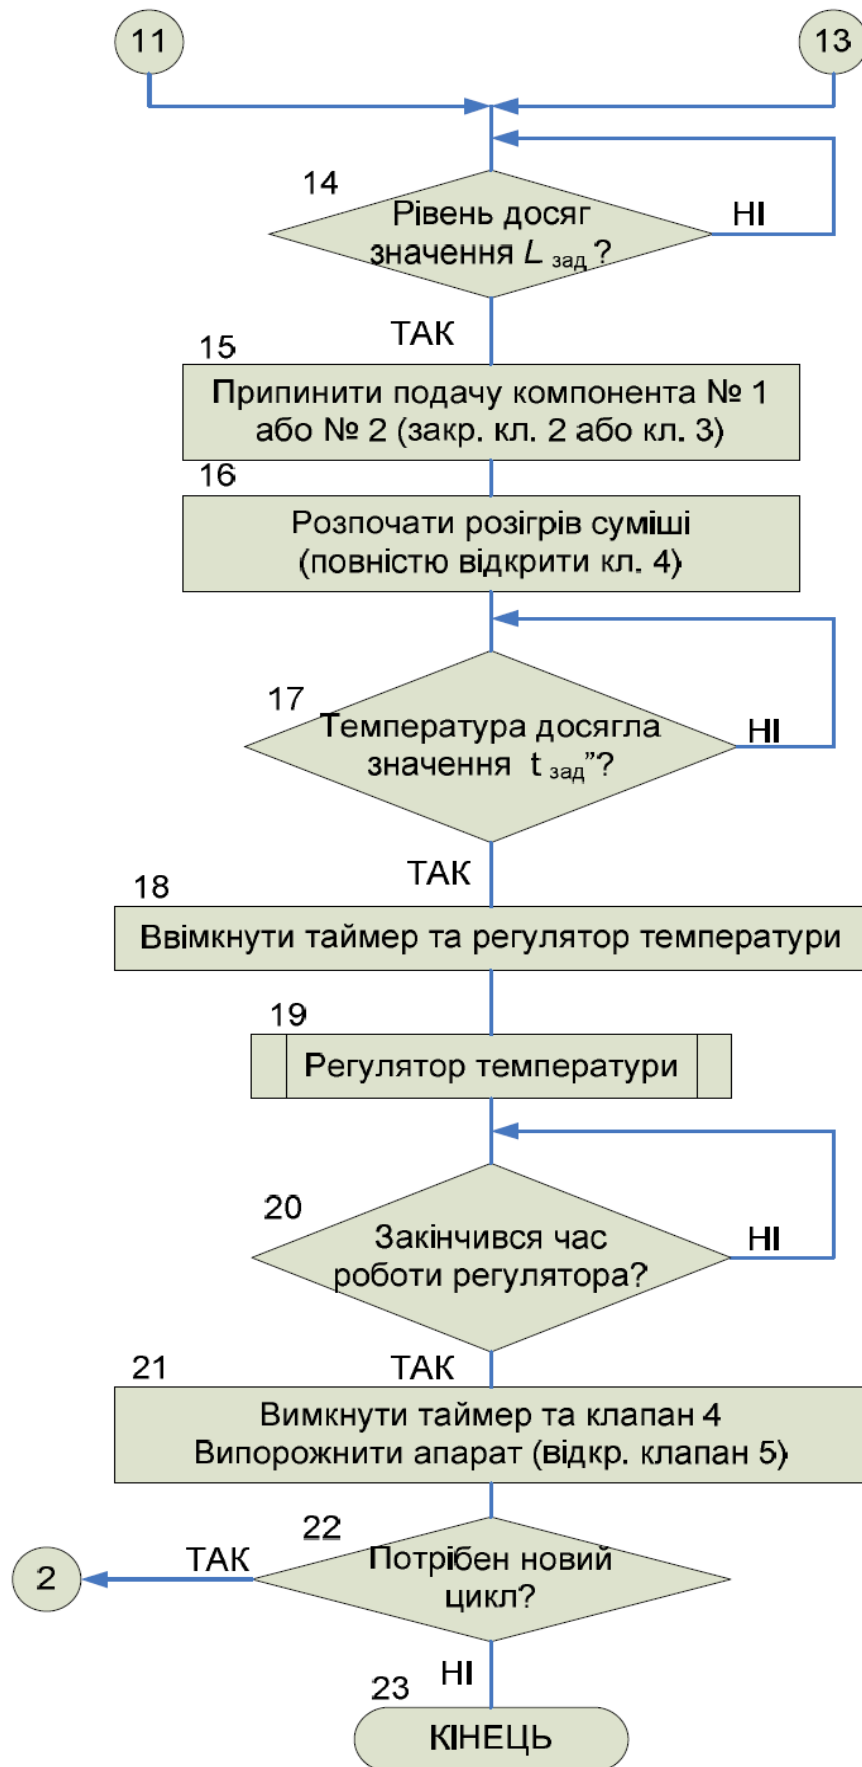 11
13
14
Рівень досяг
значення L зад ?
НІ
ТАК
15
Припинити подачу компонента № 1
або № 2 (закр. кл. 2 або кл. 3)
16
Розпочати розігрів суміші
(повністю відкрити кл. 4)
17
Температура досягла
значення t зад”?
НІ
ТАК
18
Ввімкнути таймер та регулятор температури
19
Регулятор температури
20
Закінчився час
роботи регулятора?
НІ
ТАК
21
Вимкнути таймер та клапан 4
Випорожнити апарат (відкр. клапан 5)
22
Потрібен новий
цикл?
ТАК
2
НІ
23
КІНЕЦЬ